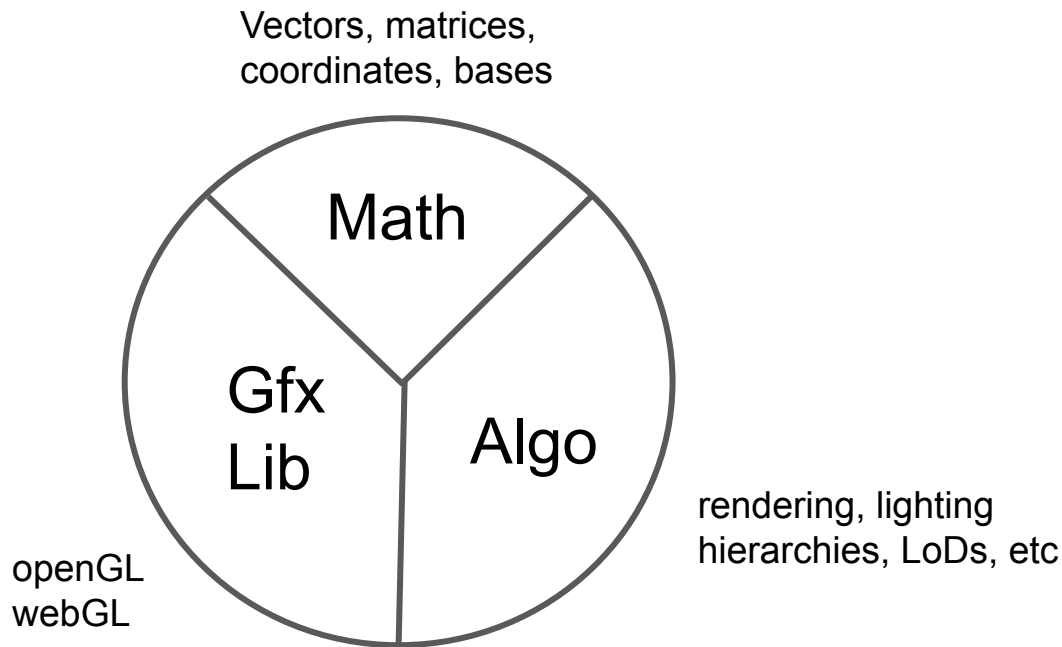 Vectors, matrices,
coordinates, bases
Math
Gfx
Lib
Algo
rendering, lighting
hierarchies, LoDs, etc
openGL
webGL